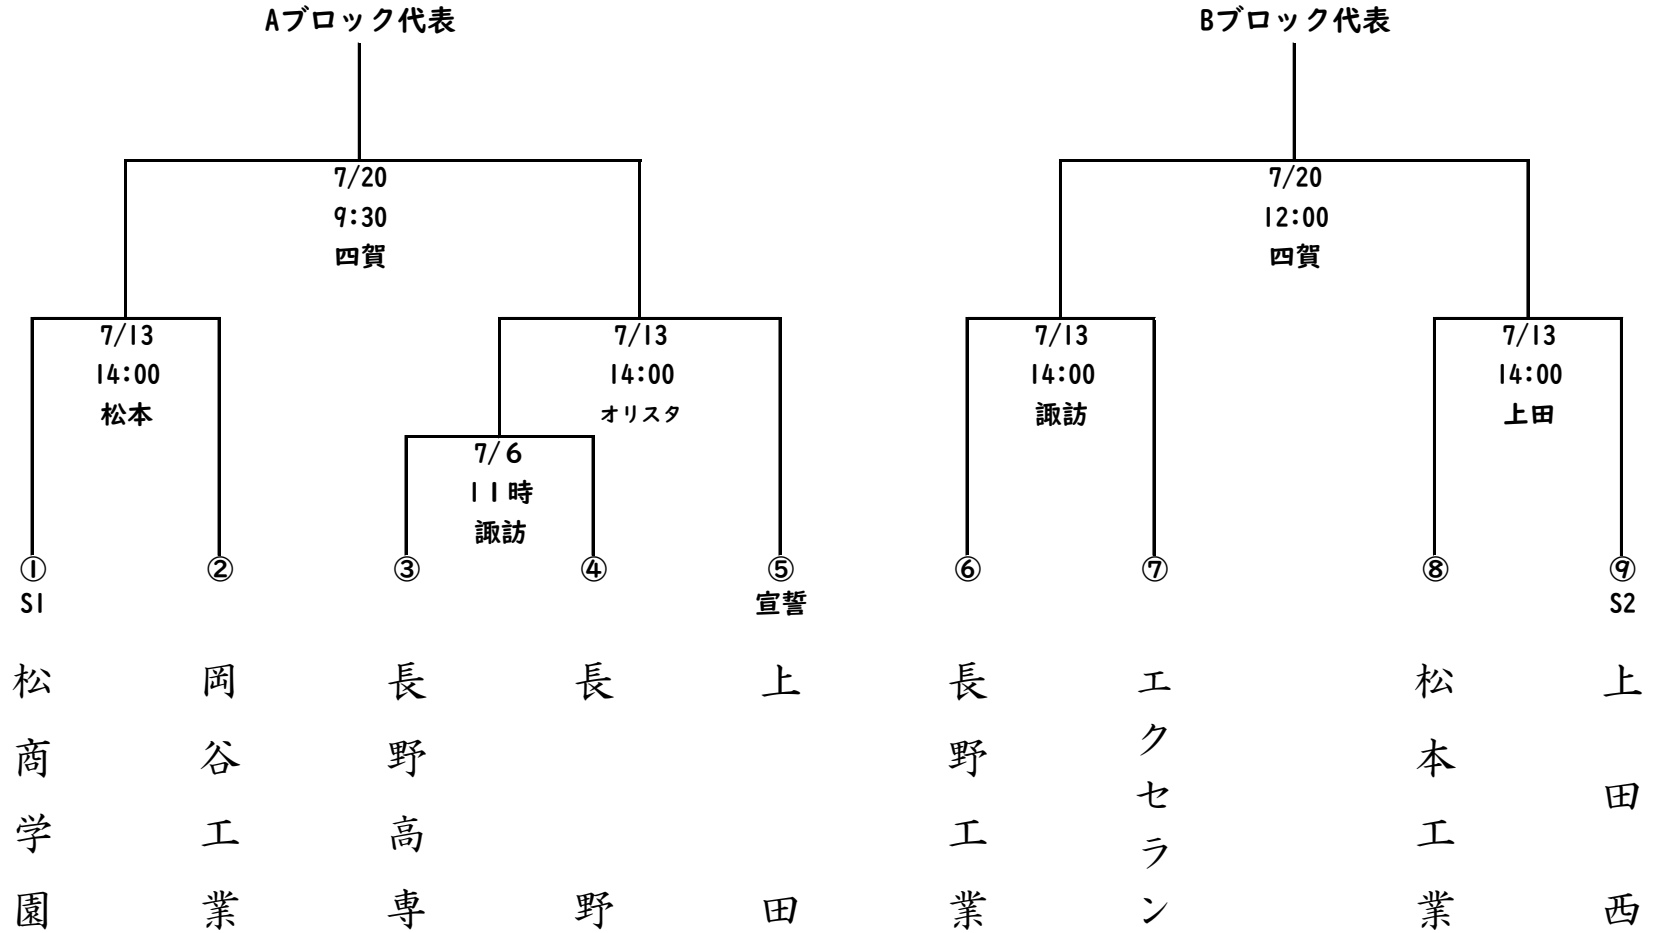 Aブロック代表
Bブロック代表
7/20
9:30
四賀
7/20
12:00
四賀
7/13
14:00
松本
7/13
14:00
オリスタ
7/13
14:00
諏訪
7/13
14:00
上田
7/6
11時
諏訪
①
S1
松商学園
②
岡谷工業
③
長野高専
④
長野
⑤
宣誓
上田
⑥
長野工業
⑦
エクセラン
⑧
松本工業
⑨
S2
上田西